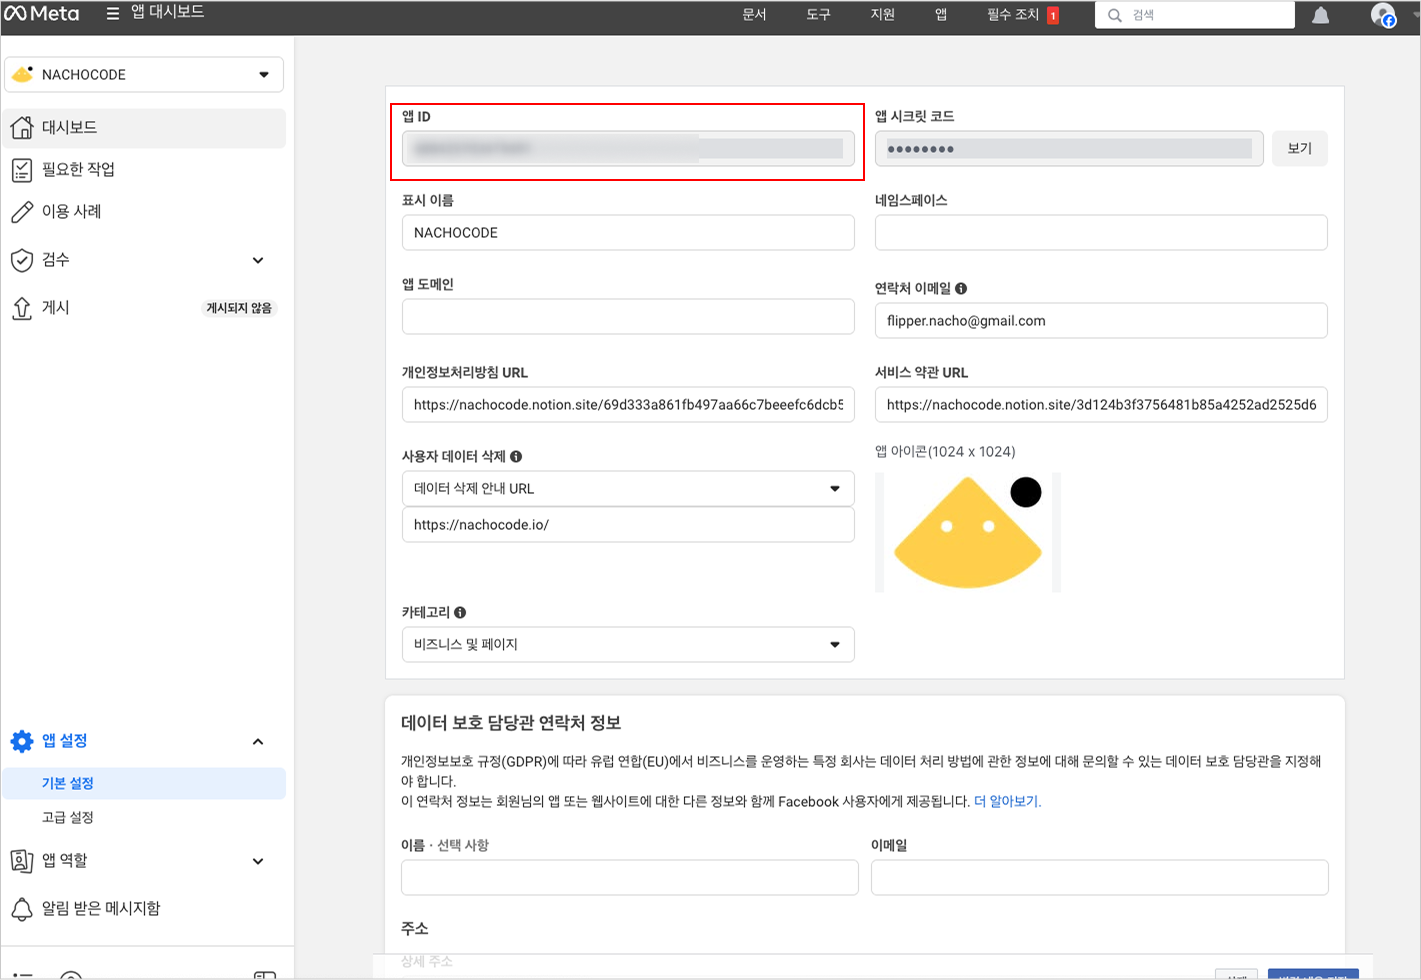 Meta
앱 대시보드
문서
도구
지원
앱
필수 조치 1
검색
NACHOCODE
대시보드
필요한 작업
이용 사례
검수
게시
게시되지 않음
앱 설정
기본 설정
고급 설정
앱 역할
알림 받은 메시지함
앱 ID
앱 시크릿 코드
●●●●●●●●
보기
표시 이름
네임스페이스
NACHOCODE
앱 도메인
연락처 이메일
flipper.nacho@gmail.com
개인정보처리방침 URL
서비스 약관 URL
https://nachocode.notion.site/69d333a861fb497aa66c7beeefc6dcb5
https://nachocode.notion.site/3d124b3f3756481b85a4252ad2525d6
사용자 데이터 삭제
앱 아이콘(1024 x 1024)
데이터 삭제 안내 URL
https://nachocode.io/
카테고리
비즈니스 및 페이지
데이터 보호 담당관 연락처 정보
개인정보보호 규정(GDPR)에 따라 유럽 연합(EU)에서 비즈니스를 운영하는 특정 회사는 데이터 처리 방법에 관한 정보에 대해 문의할 수 있는 데이터 보호 담당관을 지정해
야 합니다.
이 연락처 정보는 회원님의 앱 또는 웹사이트에 대한 다른 정보와 함께 Facebook 사용자에게 제공됩니다. 더 알아보기.
이름 · 선택 사항
이메일
주소
상세 주소